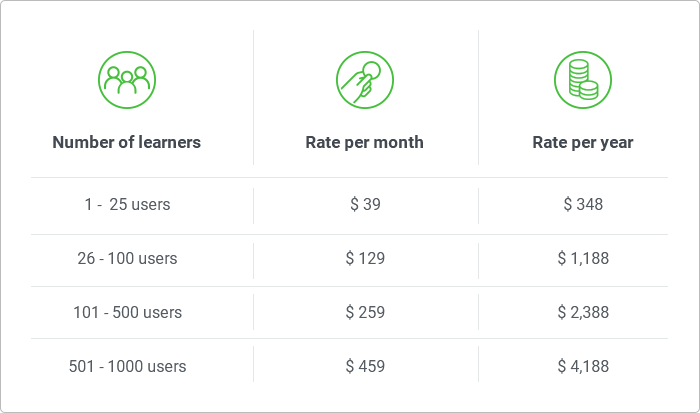 Number of learners Rate per month Rate per year
1 - 25 users $ 39 $ 348
26 - 100 users $ 129 $ 1,188
101 - 500 users $ 259 $ 2,388
501 - 1000 users $ 459 $ 4,188